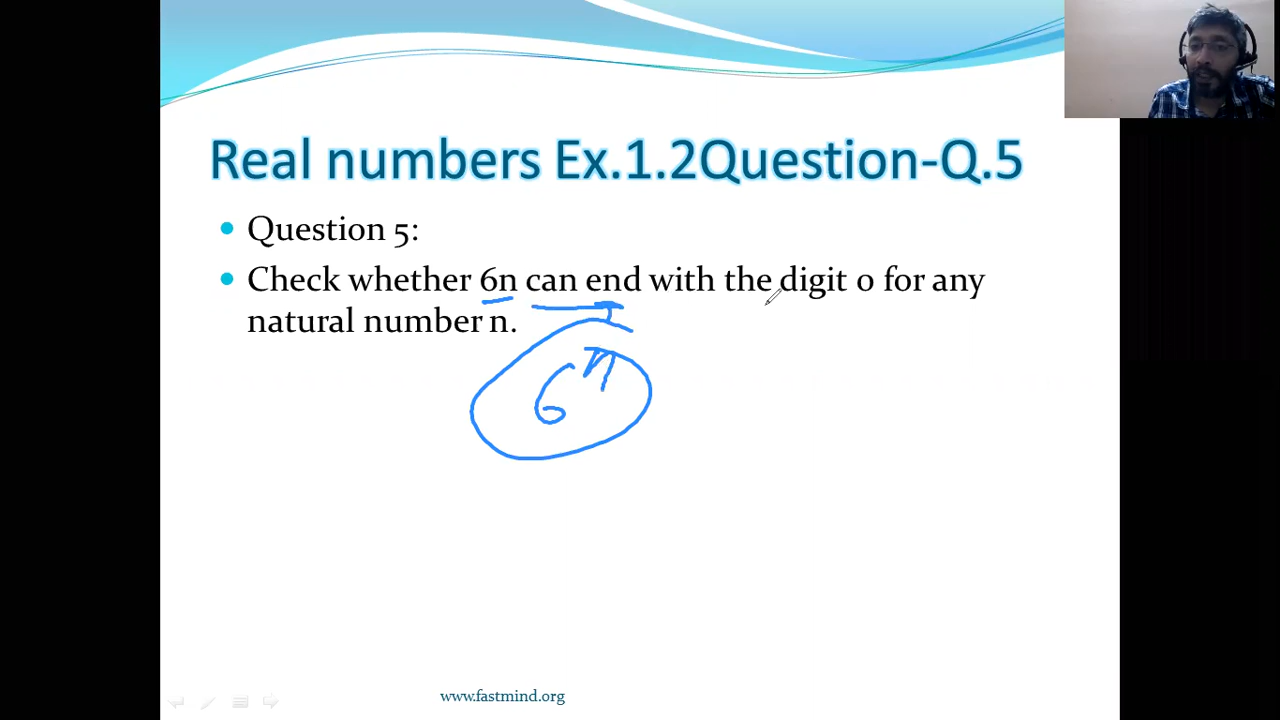 Real numbers Ex.1.2Question-Q.5
Question 5:
Check whether 6n can end with the digit 0 for any
natural number n.
6ⁿ
www.fastmind.org